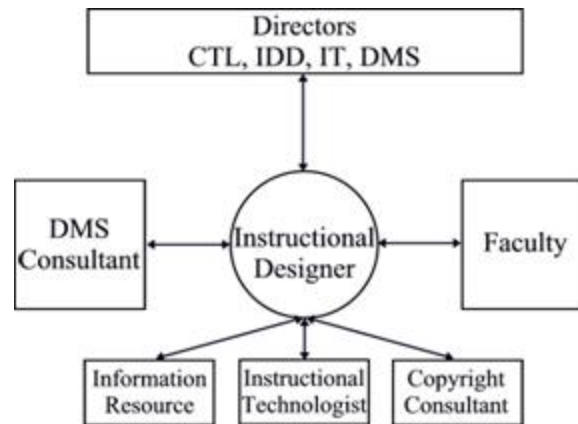 Directors
CTL, IDD, IT, DMS
DMS
Consultant
Instructional
Designer
Faculty
Information
Resource
Instructional
Technologist
Copyright
Consultant